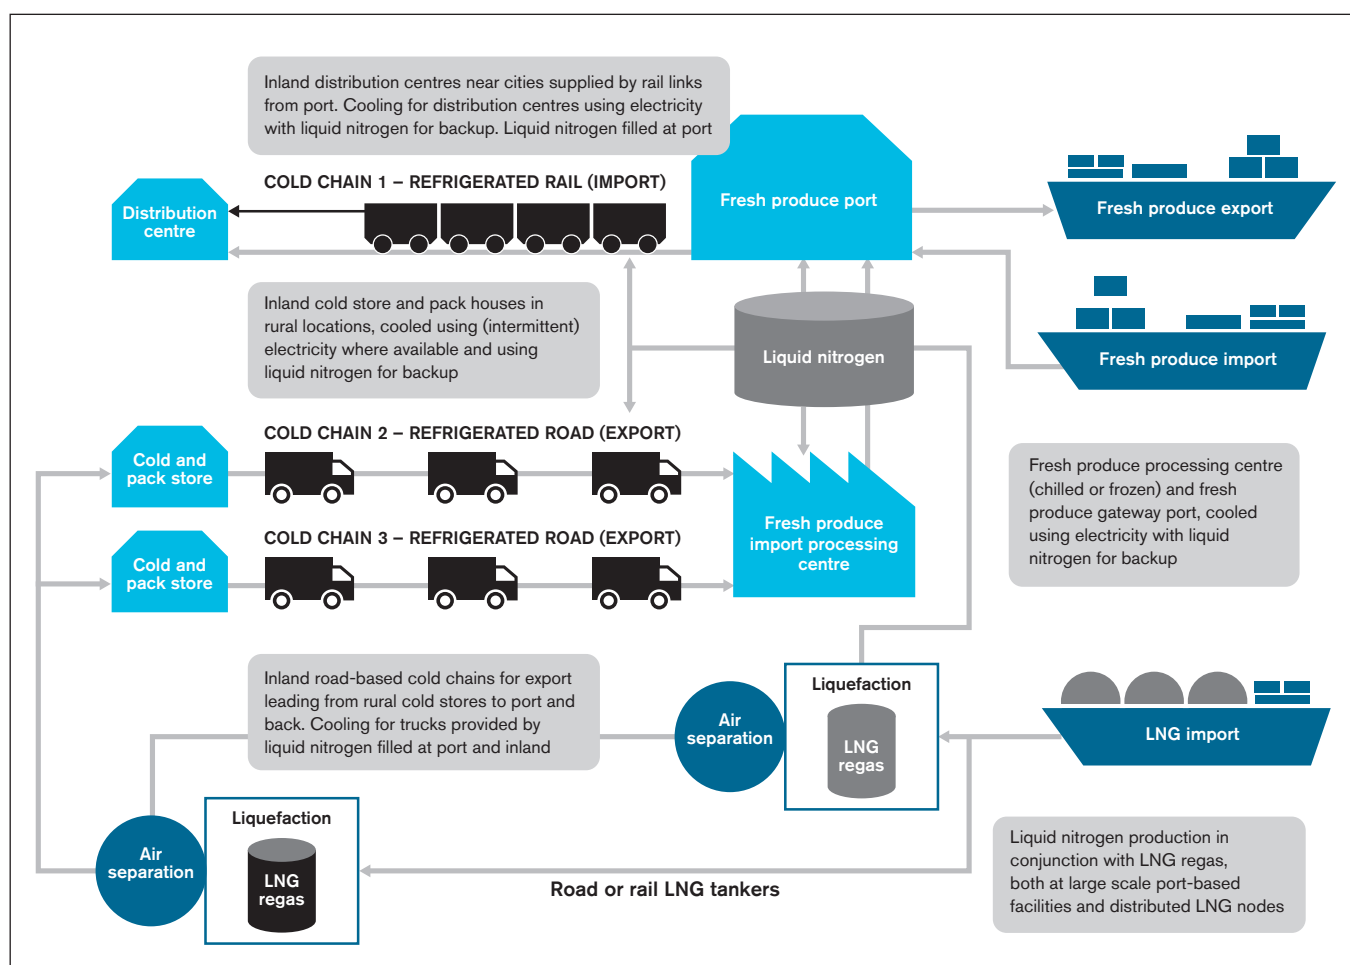 Inland distribution centres near cities supplied by rail links
from port. Cooling for distribution centres using electricity
with liquid nitrogen for backup. Liquid nitrogen filled at port
COLD CHAIN 1 – REFRIGERATED RAIL (IMPORT)
Distribution
centre
Fresh produce port
Fresh produce export
Inland cold store and pack houses in
rural locations, cooled using (intermittent)
electricity where available and using
liquid nitrogen for backup
Liquid nitrogen
Fresh produce import
COLD CHAIN 2 – REFRIGERATED ROAD (EXPORT)
Cold and
pack store
COLD CHAIN 3 – REFRIGERATED ROAD (EXPORT)
Cold and
pack store
Fresh produce
import processing
centre
Fresh produce processing centre
(chilled or frozen) and fresh
produce gateway port, cooled
using electricity with liquid
nitrogen for backup
Inland road-based cold chains for export
leading from rural cold stores to port and
back. Cooling for trucks provided by
liquid nitrogen filled at port and inland
Air
separation
Liquefaction
LNG
regas
LNG import
Air
separation
Liquefaction
LNG
regas
Road or rail LNG tankers
Liquid nitrogen production in
conjunction with LNG regas,
both at large scale port-based
facilities and distributed LNG nodes